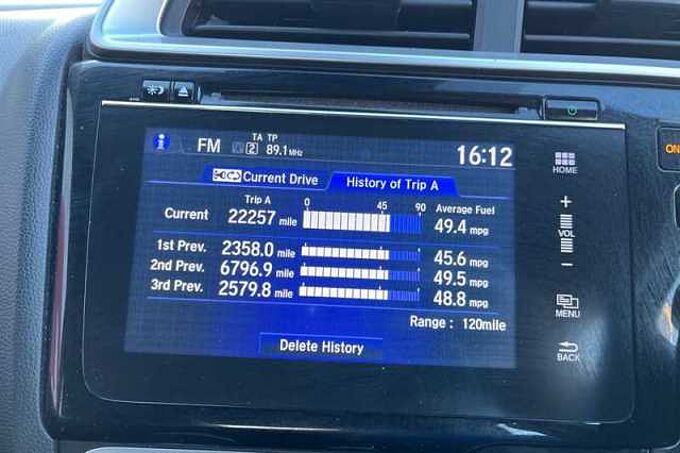 TA TP
FM 2 89.1 MHz 16:12
Current Drive History of Trip A
Trip A 0 45 90 Average Fuel
Current 22257 mile 49.4 mpg
1st Prev. 2358.0 mile 45.6 mpg
2nd Prev. 6796.9 mile 49.5 mpg
3rd Prev. 2579.8 mile 48.8 mpg
Range : 120mile
Delete History
HOME
+
VOL
−
MENU
BACK
ON